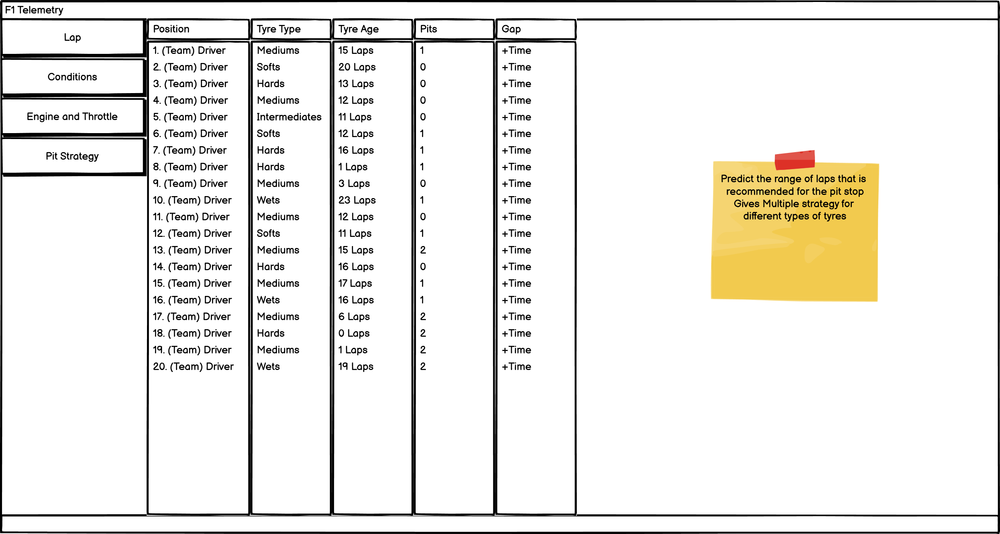 F1 Telemetry
Lap
Conditions
Engine and Throttle
Pit Strategy
Position Tyre Type Tyre Age Pits Gap
1. (Team) Driver Mediums 15 Laps 1 +Time
2. (Team) Driver Softs 20 Laps 0 +Time
3. (Team) Driver Hards 13 Laps 0 +Time
4. (Team) Driver Mediums 12 Laps 0 +Time
5. (Team) Driver Intermediates 11 Laps 0 +Time
6. (Team) Driver Softs 12 Laps 1 +Time
7. (Team) Driver Hards 16 Laps 1 +Time
8. (Team) Driver Hards 1 Laps 1 +Time
9. (Team) Driver Mediums 3 Laps 0 +Time
10. (Team) Driver Wets 23 Laps 1 +Time
11. (Team) Driver Mediums 12 Laps 0 +Time
12. (Team) Driver Softs 11 Laps 1 +Time
13. (Team) Driver Mediums 15 Laps 2 +Time
14. (Team) Driver Hards 16 Laps 0 +Time
15. (Team) Driver Mediums 17 Laps 1 +Time
16. (Team) Driver Wets 16 Laps 1 +Time
17. (Team) Driver Mediums 6 Laps 2 +Time
18. (Team) Driver Hards 0 Laps 2 +Time
19. (Team) Driver Mediums 1 Laps 2 +Time
20. (Team) Driver Wets 19 Laps 2 +Time
Predict the range of laps that is
recommended for the pit stop
Gives Multiple strategy for
different types of tyres